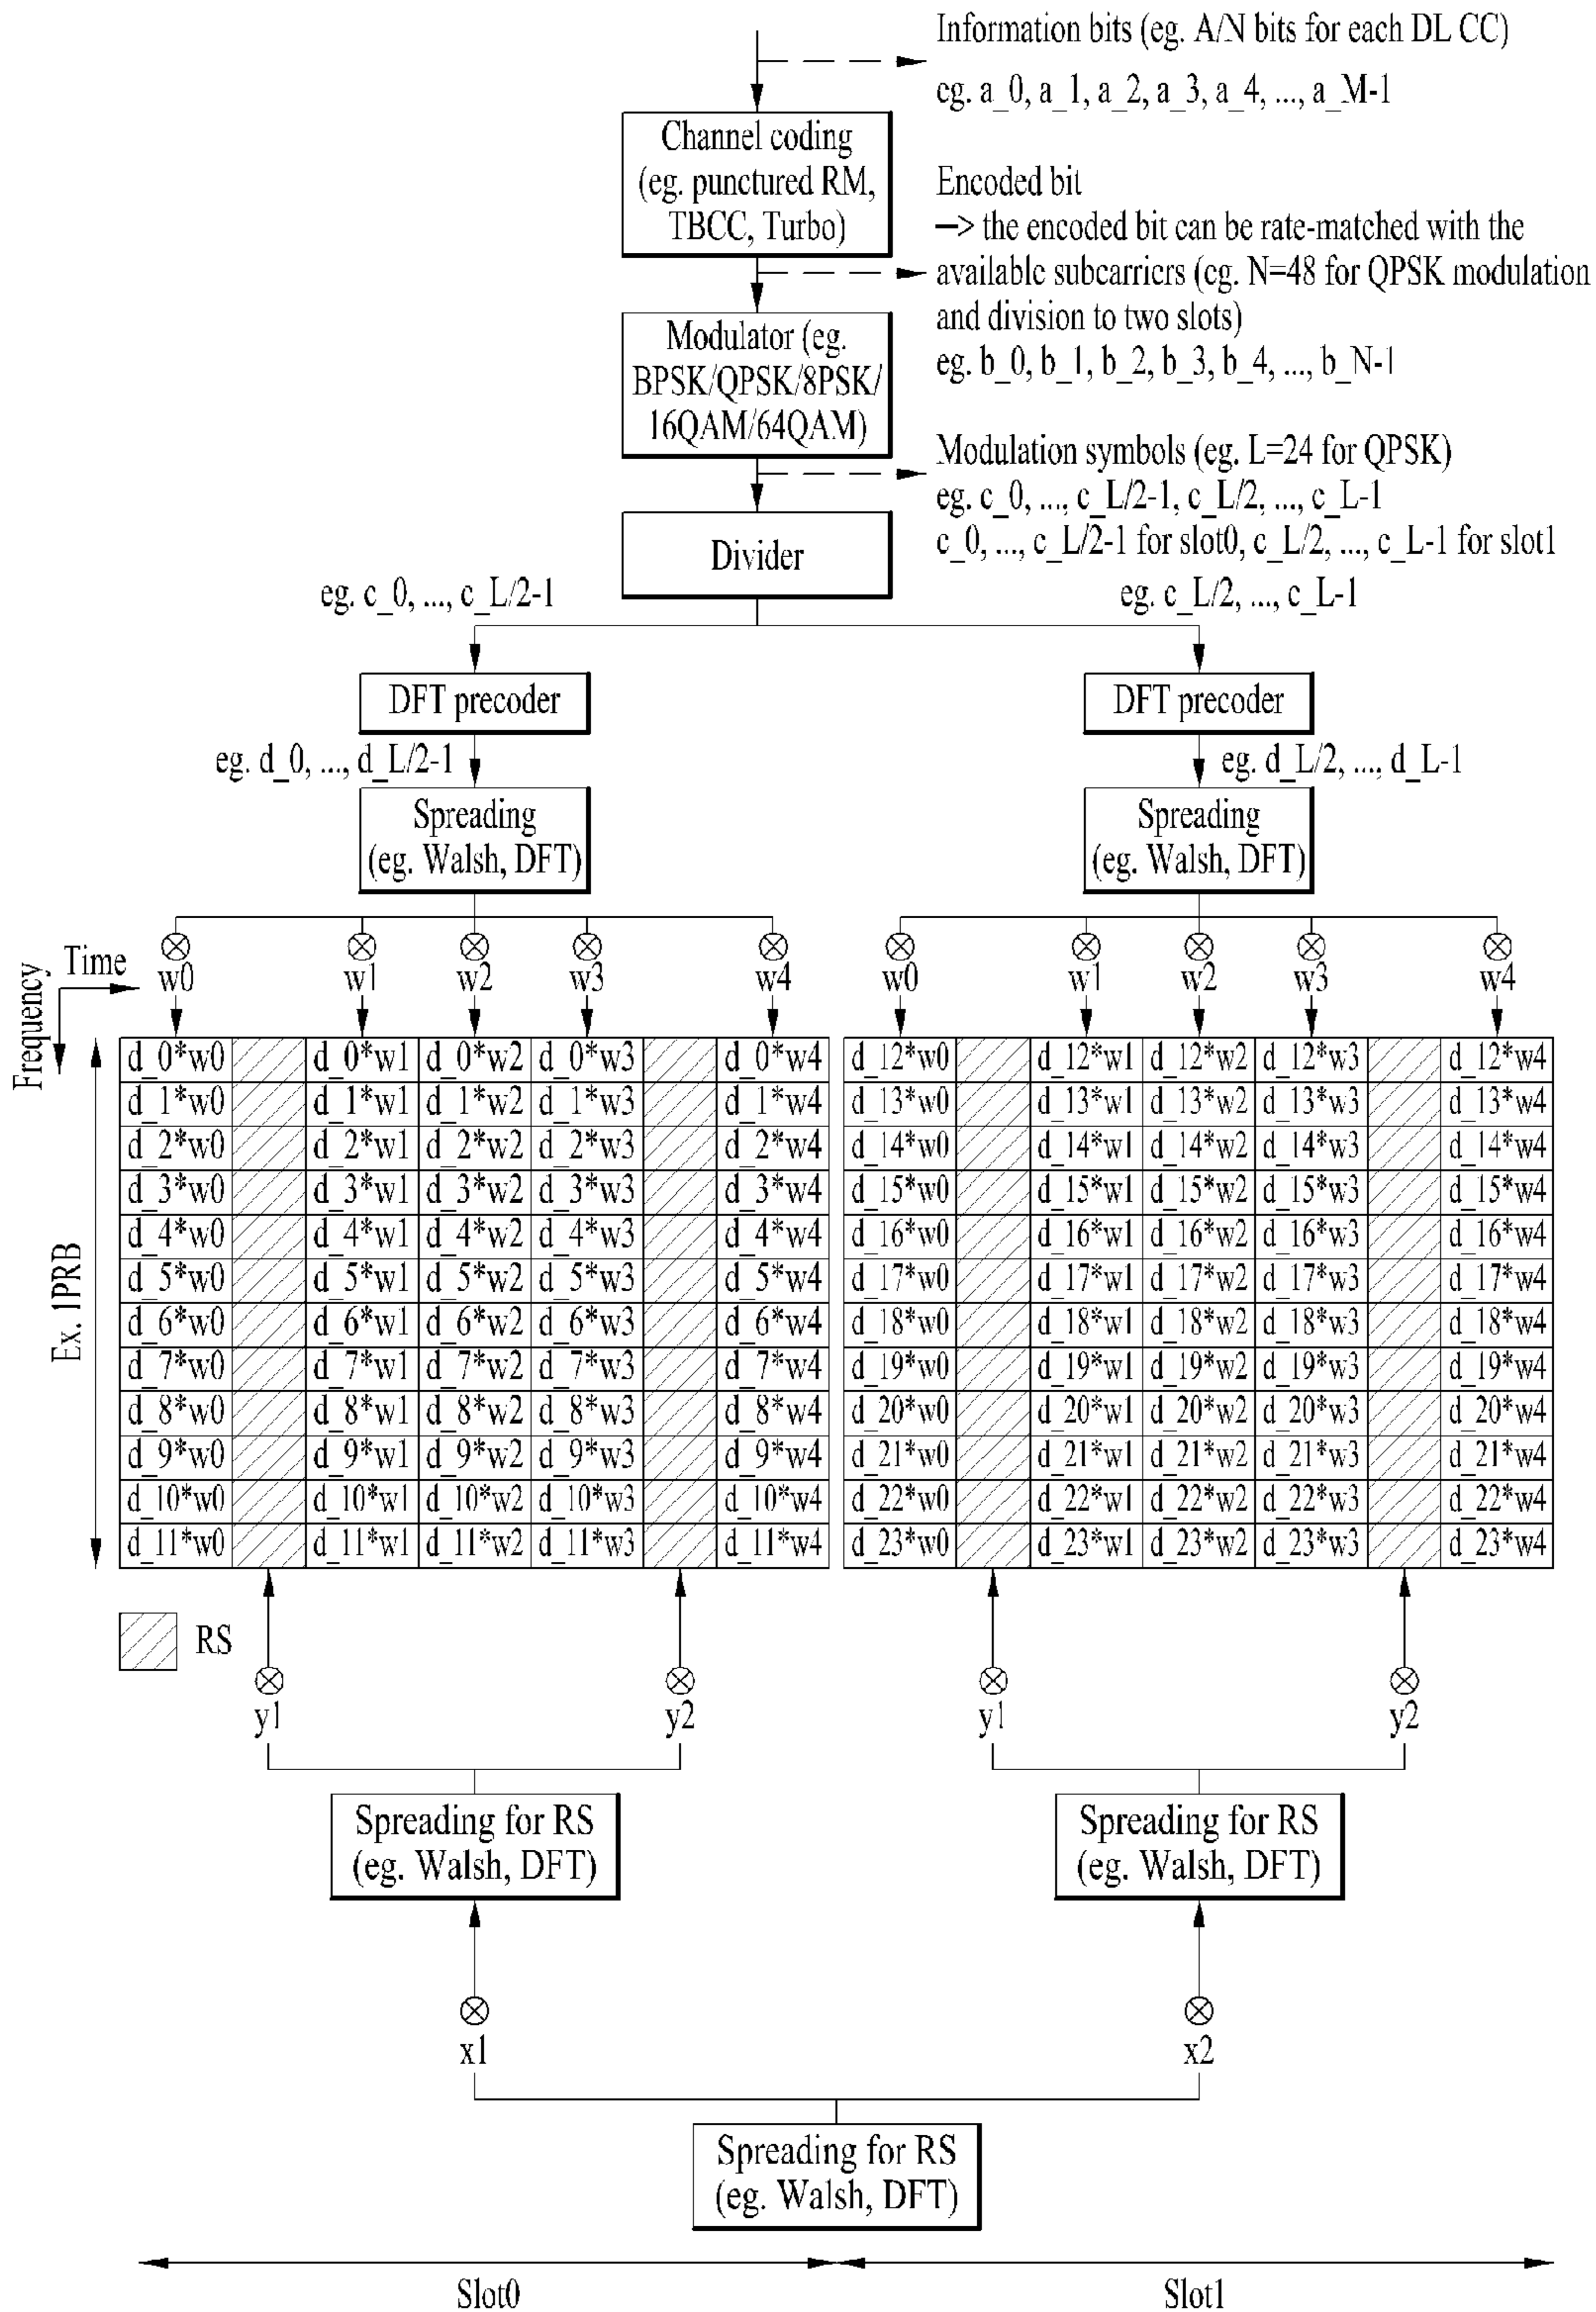 Information bits (eg. A/N bits for each DL CC)
eg. a_0, a_1, a_2, a_3, a_4, ..., a_M-1
Channel coding
(eg. punctured RM,
TBCC, Turbo)
Encoded bit
—> the encoded bit can be rate-matched with the
available subcarriers (eg. N=48 for QPSK modulation
and division to two slots)
eg. b_0, b_1, b_2, b_3, b_4, ..., b_N-1
Modulator (eg.
BPSK/QPSK/8PSK/
16QAM/64QAM)
Modulation symbols (eg. L=24 for QPSK)
eg. c_0, ..., c_L/2-1, c_L/2, ..., c_L-1
c_0, ..., c_L/2-1 for slot0, c_L/2, ..., c_L-1 for slot1
Divider
eg. c_0, ..., c_L/2-1 eg. c_L/2, ..., c_L-1
DFT precoder DFT precoder
eg. d_0, ..., d_L/2-1 eg. d_L/2, ..., d_L-1
Spreading Spreading
(eg. Walsh, DFT) (eg. Walsh, DFT)
Time
Frequency
w0 w1 w2 w3 w4 w0 w1 w2 w3 w4
d_0*w0 d_0*w1 d_0*w2 d_0*w3 d_0*w4 d_12*w0 d_12*w1 d_12*w2 d_12*w3 d_12*w4
d_1*w0 d_1*w1 d_1*w2 d_1*w3 d_1*w4 d_13*w0 d_13*w1 d_13*w2 d_13*w3 d_13*w4
d_2*w0 d_2*w1 d_2*w2 d_2*w3 d_2*w4 d_14*w0 d_14*w1 d_14*w2 d_14*w3 d_14*w4
d_3*w0 d_3*w1 d_3*w2 d_3*w3 d_3*w4 d_15*w0 d_15*w1 d_15*w2 d_15*w3 d_15*w4
d_4*w0 d_4*w1 d_4*w2 d_4*w3 d_4*w4 d_16*w0 d_16*w1 d_16*w2 d_16*w3 d_16*w4
d_5*w0 d_5*w1 d_5*w2 d_5*w3 d_5*w4 d_17*w0 d_17*w1 d_17*w2 d_17*w3 d_17*w4
d_6*w0 d_6*w1 d_6*w2 d_6*w3 d_6*w4 d_18*w0 d_18*w1 d_18*w2 d_18*w3 d_18*w4
d_7*w0 d_7*w1 d_7*w2 d_7*w3 d_7*w4 d_19*w0 d_19*w1 d_19*w2 d_19*w3 d_19*w4
d_8*w0 d_8*w1 d_8*w2 d_8*w3 d_8*w4 d_20*w0 d_20*w1 d_20*w2 d_20*w3 d_20*w4
d_9*w0 d_9*w1 d_9*w2 d_9*w3 d_9*w4 d_21*w0 d_21*w1 d_21*w2 d_21*w3 d_21*w4
d_10*w0 d_10*w1 d_10*w2 d_10*w3 d_10*w4 d_22*w0 d_22*w1 d_22*w2 d_22*w3 d_22*w4
d_11*w0 d_11*w1 d_11*w2 d_11*w3 d_11*w4 d_23*w0 d_23*w1 d_23*w2 d_23*w3 d_23*w4
Ex. 1PRB
RS
y1 y2 y1 y2
Spreading for RS Spreading for RS
(eg. Walsh, DFT) (eg. Walsh, DFT)
x1 x2
Spreading for RS
(eg. Walsh, DFT)
Slot0 Slot1